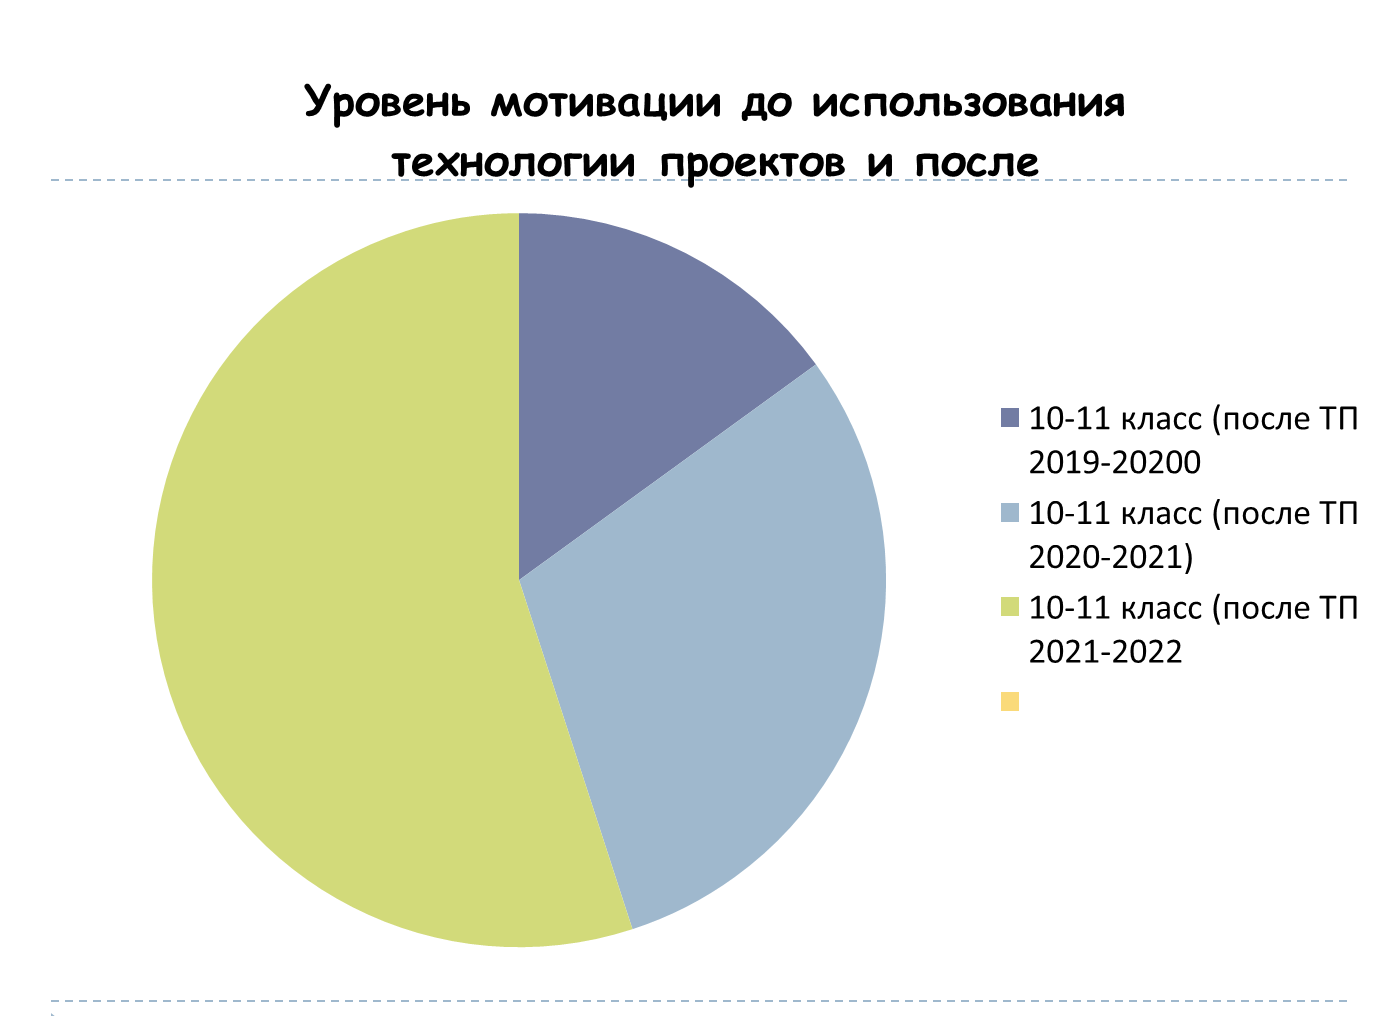 Уровень мотивации до использования
технологии проектов и после
10-11 класс (после ТП
2019-20200
10-11 класс (после ТП
2020-2021)
10-11 класс (после ТП
2021-2022